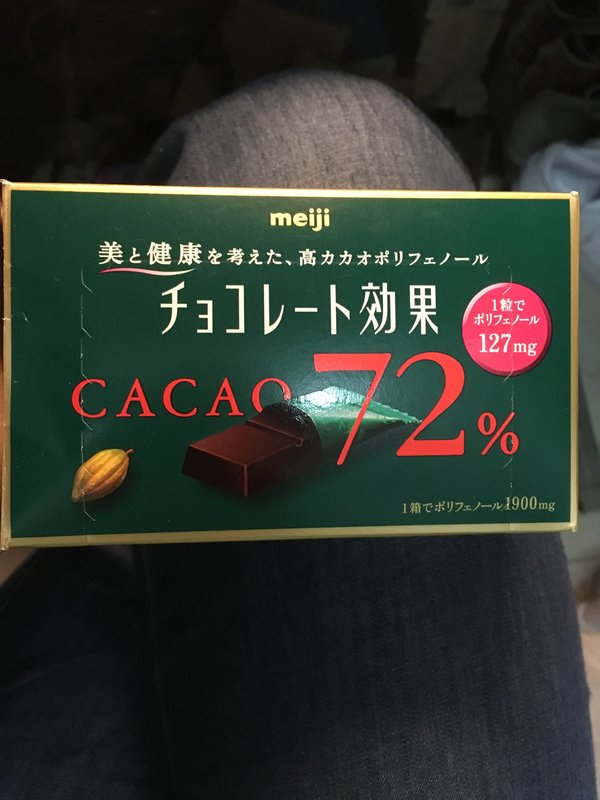 meiji
美と健康を考えた、高カカオポリフェノール
チョコレート効果
1粒で
ポリフェノール
127mg
CACAO 72%
1箱でポリフェノール1900mg